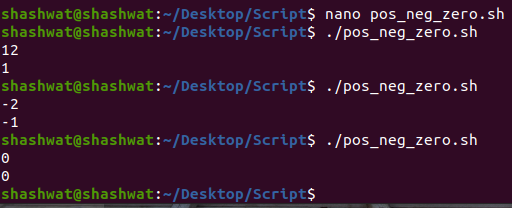 shashwat@shashwat:~/Desktop/Script$ nano pos_neg_zero.sh
shashwat@shashwat:~/Desktop/Script$ ./pos_neg_zero.sh
12
1
shashwat@shashwat:~/Desktop/Script$ ./pos_neg_zero.sh
-2
-1
shashwat@shashwat:~/Desktop/Script$ ./pos_neg_zero.sh
0
0
shashwat@shashwat:~/Desktop/Script$